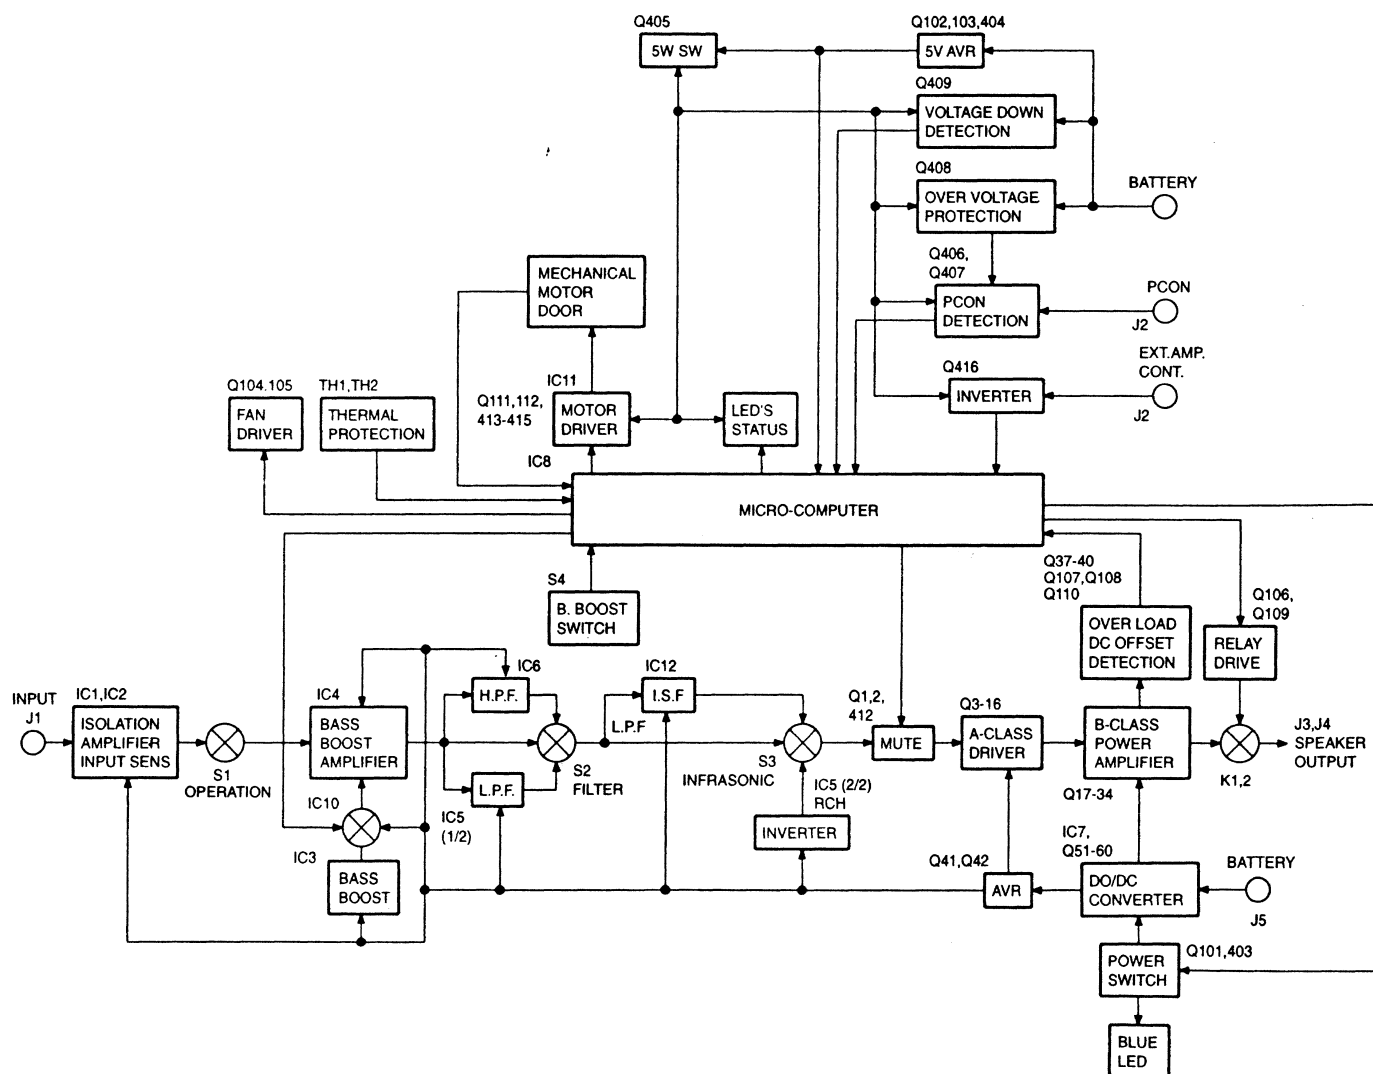 Q405
5W SW
Q102,103,404
5V AVR
Q409
VOLTAGE DOWN
DETECTION
Q408
OVER VOLTAGE
PROTECTION
BATTERY
Q406,
Q407
PCON
DETECTION
PCON
J2
EXT.AMP.
CONT.
J2
Q416
INVERTER
MECHANICAL
MOTOR
DOOR
Q104.105
FAN
DRIVER
TH1,TH2
THERMAL
PROTECTION
Q111,112,
413-415
IC11
MOTOR
DRIVER
LED'S
STATUS
IC8
MICRO-COMPUTER
S4
B. BOOST
SWITCH
Q37-40
Q107,Q108
Q110
OVER LOAD
DC OFFSET
DETECTION
Q106,
Q109
RELAY
DRIVE
INPUT
J1
IC1,IC2
ISOLATION
AMPLIFIER
INPUT SENS
S1
OPERATION
IC4
BASS
BOOST
AMPLIFIER
IC10
IC3
BASS
BOOST
IC6
H.P.F.
L.P.F.
IC5
(1/2)
S2
FILTER
L.P.F
IC12
I.S.F
S3
INFRASONIC
IC5 (2/2)
RCH
INVERTER
Q1,2,
412
MUTE
Q3-16
A-CLASS
DRIVER
B-CLASS
POWER
AMPLIFIER
Q17-34
K1,2
J3,J4
SPEAKER
OUTPUT
Q41,Q42
AVR
IC7,
Q51-60
DO/DC
CONVERTER
BATTERY
J5
POWER
SWITCH
Q101,403
BLUE
LED